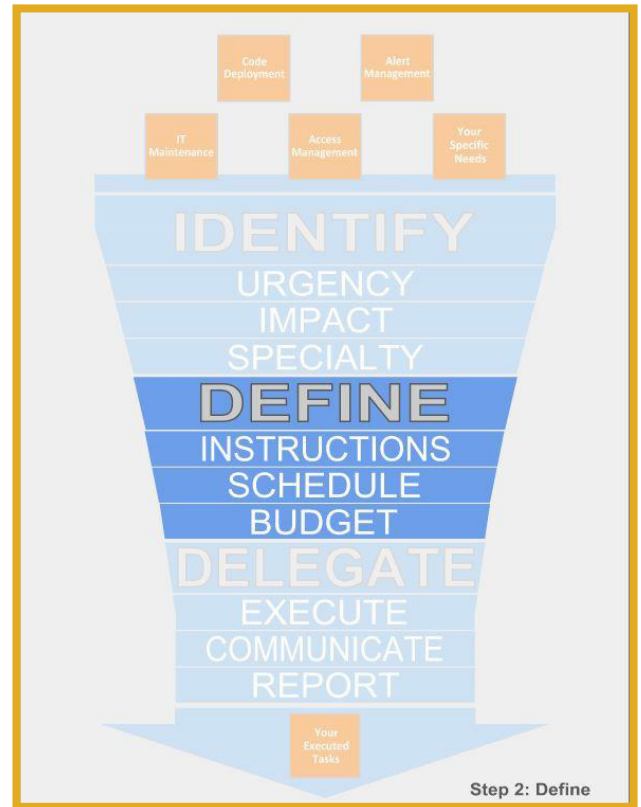 Code
Deployment
Alert
Management
IT
Maintenance
Access
Management
Your
Specific
Needs
IDENTIFY
URGENCY
IMPACT
SPECIALTY
DEFINE
INSTRUCTIONS
SCHEDULE
BUDGET
DELEGATE
EXECUTE
COMMUNICATE
REPORT
Your
Executed
Tasks
Step 2: Define